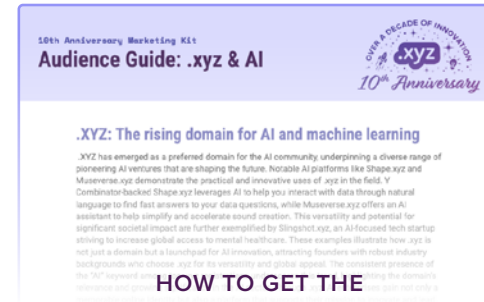 10th Anniversary Marketing Kit
Audience Guide: .xyz & AI
OVER A DECADE OF INNOVATION
.xyz
10th Anniversary
.XYZ: The rising domain for AI and machine learning
.XYZ has emerged as a preferred domain for the AI community, underpinning a diverse range of
pioneering AI ventures that are shaping the future. Notable AI platforms like Shape.xyz and
Museverse.xyz demonstrate the practical and innovative uses of .xyz in the field. Y
Combinator-backed Shape.xyz leverages AI to help you interact with data through natural
language to find fast answers to your data questions, while Museverse.xyz offers an AI
assistant to help simplify and accelerate sound creation. This versatility and potential for
significant societal impact are further exemplified by Slingshot.xyz, an AI-focused tech startup
striving to increase global access to mental healthcare. These examples illustrate how .xyz is
not just a domain but a launchpad for AI innovation, attracting founders with robust industry
backgrounds who choose .xyz for its versatility and global appeal. The consistent presence of
the "AI" keyword
HOW TO GET THE